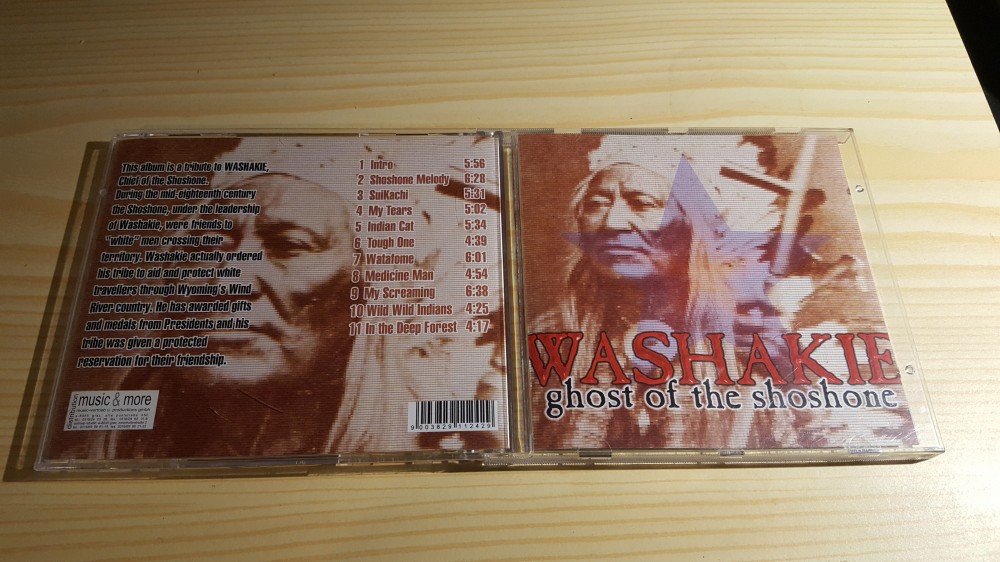 This album is a tribute to WASHAKIE,
Chief of the Shoshone.
During the mid-eighteenth century
the Shoshone, under the leadership
of Washakie, were friends to
"white" men crossing their
territory. Washakie actually ordered
his tribe to aid and protect white
travellers through Wyoming's Wind
River country. He has awarded gifts
and medals from Presidents and his
tribe was given a protected
reservation for their friendship.
distribution
music & more
1 Intro 5:56
2 Shoshone Melody 6:28
3 SuiKachi 5:31
4 My Tears 5:02
5 Indian Cat 5:34
6 Tough One 4:39
7 Watafome 6:01
8 Medicine Man 4:54
9 My Screaming 6:38
10 Wild Wild Indians 4:25
11 In the Deep Forest 4:17
9 003829 112429
WASHAKIE
ghost of the shoshone